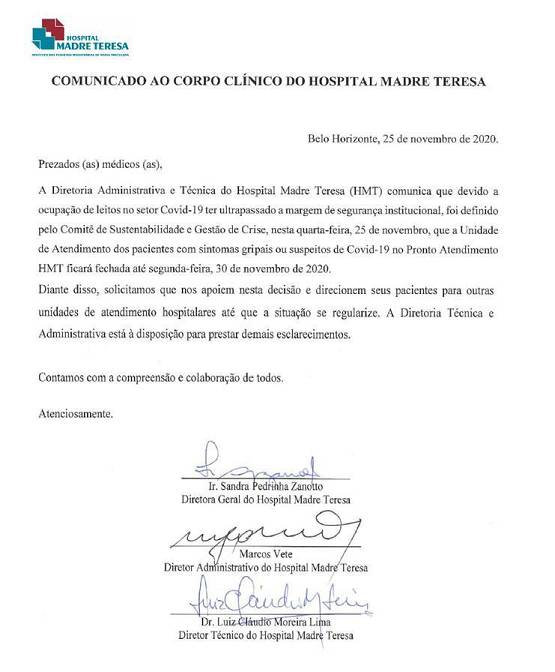 HOSPITAL
MADRE TERESA
COMUNICADO AO CORPO CLÍNICO DO HOSPITAL MADRE TERESA
Belo Horizonte, 25 de novembro de 2020.
Prezados (as) médicos (as),
A Diretoria Administrativa e Técnica do Hospital Madre Teresa (HMT) comunica que devido a
ocupação de leitos no setor Covid-19 ter ultrapassado a margem de segurança institucional, foi definido
pelo Comitê de Sustentabilidade e Gestão de Crise, nesta quarta-feira, 25 de novembro, que a Unidade
de Atendimento dos pacientes com sintomas gripais ou suspeitos de Covid-19 no Pronto Atendimento
HMT ficará fechada até segunda-feira, 30 de novembro de 2020.
Diante disso, solicitamos que nos apoiem nesta decisão e direcionem seus pacientes para outras
unidades de atendimento hospitalares até que a situação se regularize. A Diretoria Técnica e
Administrativa está à disposição para prestar demais esclarecimentos.
Contamos com a compreensão e colaboração de todos.
Atenciosamente.
Ir. Sandra Pedrinha Zanotto
Diretora Geral do Hospital Madre Teresa
Marcos Vete
Diretor Administrativo do Hospital Madre Teresa
Dr. Luiz Cláudio Moreira Lima
Diretor Técnico do Hospital Madre Teresa